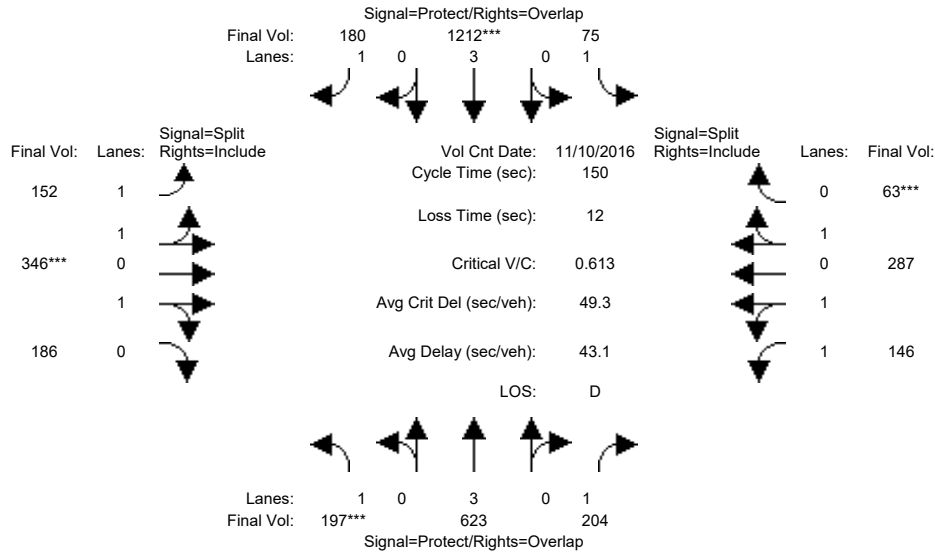 Signal=Protect/Rights=Overlap
Final Vol: 180 1212*** 75
Lanes: 1 0 3 0 1
Signal=Split
Final Vol: Lanes: Rights=Include
Vol Cnt Date: 11/10/2016
Signal=Split
Rights=Include Lanes: Final Vol:
Cycle Time (sec): 150
152 1
0 63***
Loss Time (sec): 12
1
1
346*** 0
Critical V/C: 0.613
0 287
1
Avg Crit Del (sec/veh): 49.3
1
186 0
Avg Delay (sec/veh): 43.1
1 146
LOS: D
Lanes: 1 0 3 0 1
Final Vol: 197*** 623 204
Signal=Protect/Rights=Overlap